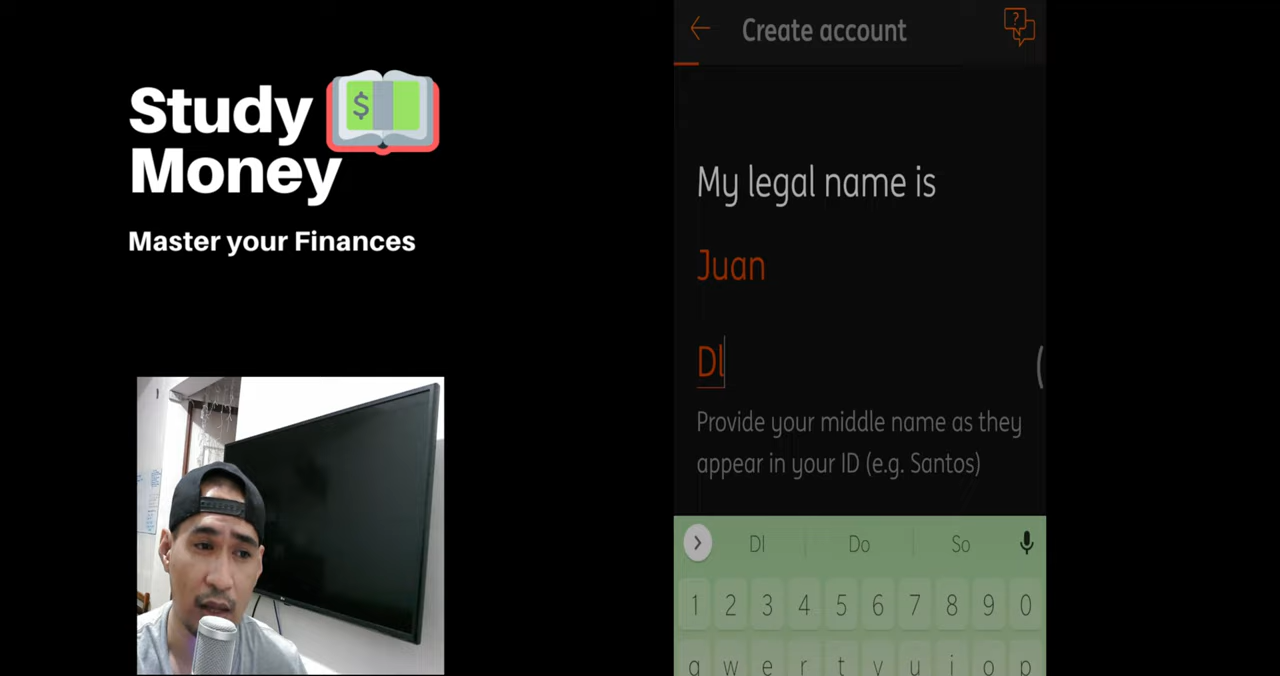 Study
Money
Master your Finances
Create account
My legal name is
Juan
Dl
Provide your middle name as they
appear in your ID (e.g. Santos)
Dl Do So
1 2 3 4 5 6 7 8 9 0
q w e r t y u i o p